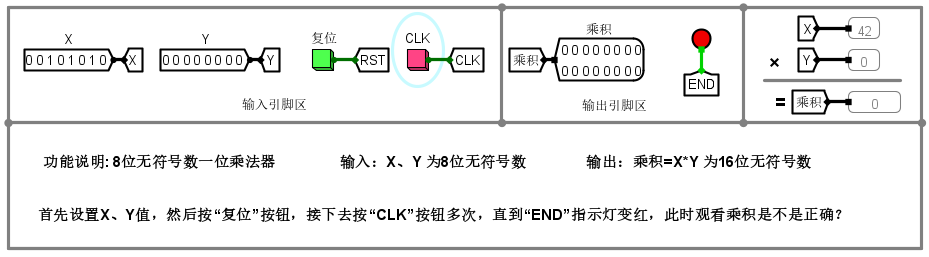 X
00101010
X
Y
00000000
Y
复位
RST
CLK
CLK
输入引脚区
乘积
乘积
00000000
00000000
END
输出引脚区
X
42
× Y
0
= 乘积
0
功能说明: 8位无符号数一位乘法器 输入: X、Y 为8位无符号数 输出: 乘积=X*Y 为16位无符号数
首先设置X、Y值，然后按“复位”按钮，接下去按“CLK”按钮多次，直到“END”指示灯变红，此时观看乘积是不是正确?